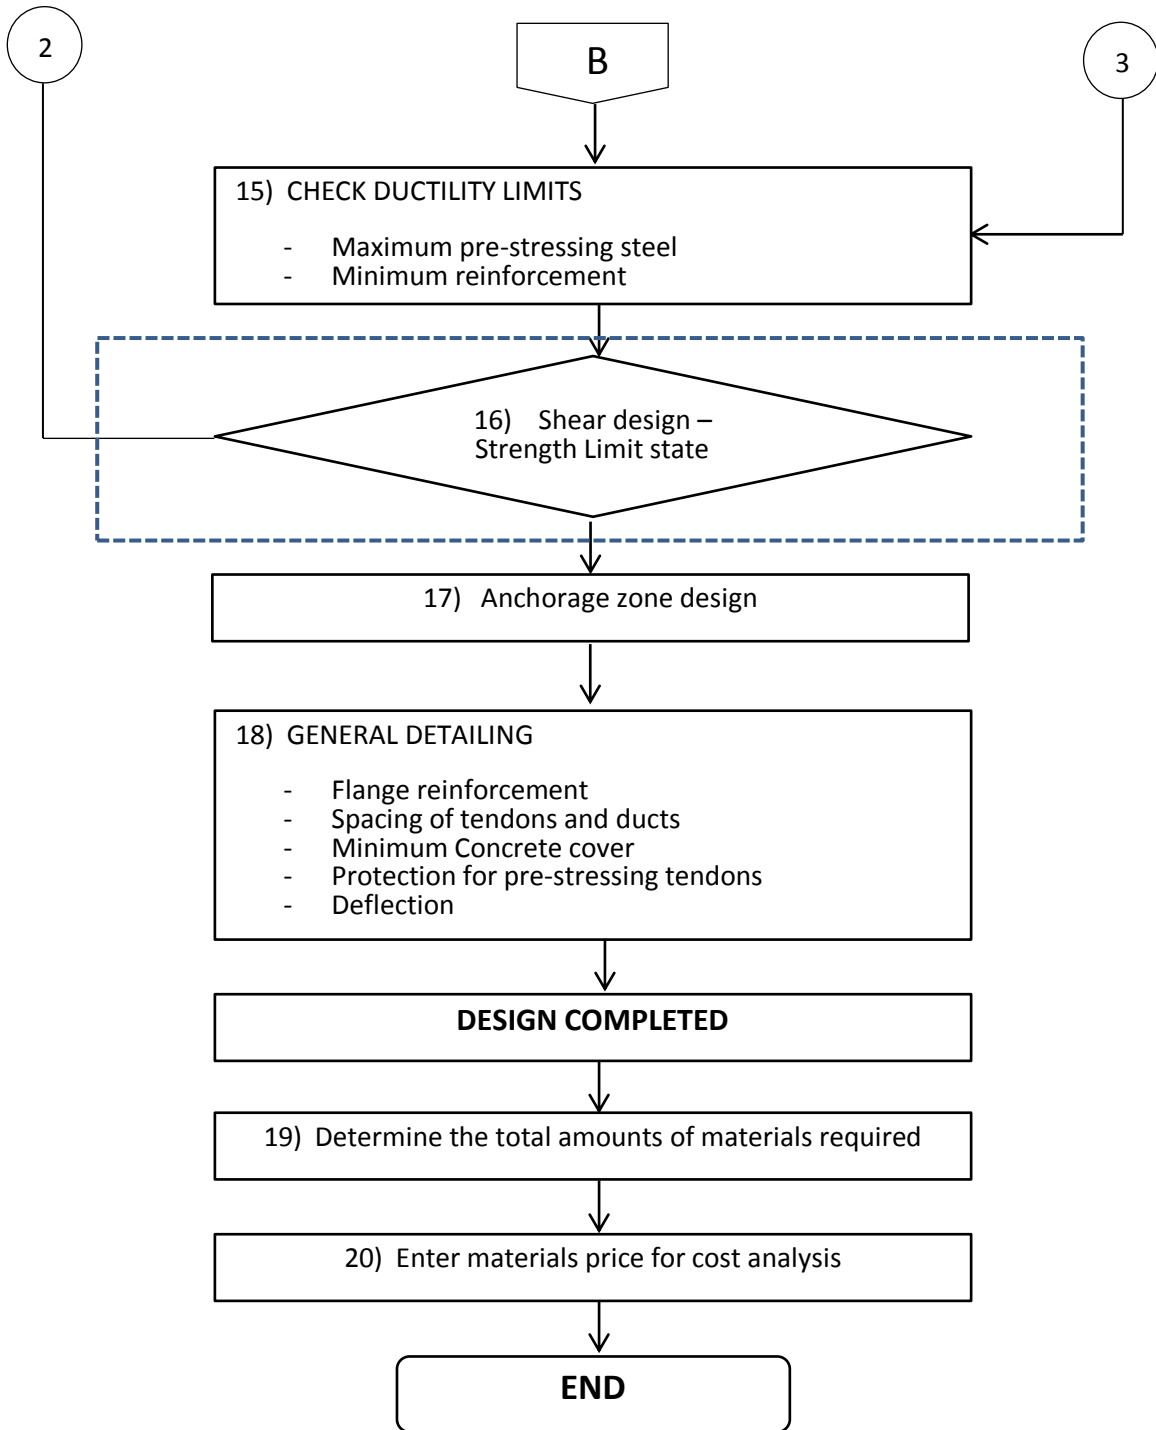 2
B
3
15) CHECK DUCTILITY LIMITS
- Maximum pre-stressing steel
- Minimum reinforcement
16) Shear design –
Strength Limit state
17) Anchorage zone design
18) GENERAL DETAILING
- Flange reinforcement
- Spacing of tendons and ducts
- Minimum Concrete cover
- Protection for pre-stressing tendons
- Deflection
DESIGN COMPLETED
19) Determine the total amounts of materials required
20) Enter materials price for cost analysis
END